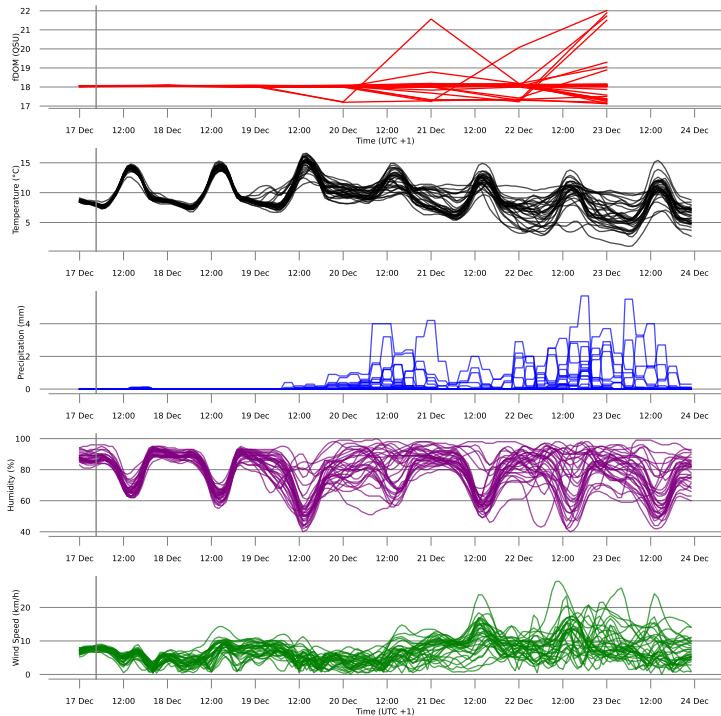 fDOM (QSU)
22
21
20
19
18
17
17 Dec 12:00 18 Dec 12:00 19 Dec 12:00 20 Dec 12:00 21 Dec 12:00 22 Dec 12:00 23 Dec 12:00 24 Dec
Time (UTC +1)
Temperature (°C)
15
10
5
17 Dec 12:00 18 Dec 12:00 19 Dec 12:00 20 Dec 12:00 21 Dec 12:00 22 Dec 12:00 23 Dec 12:00 24 Dec
Precipitation (mm)
4
2
0
17 Dec 12:00 18 Dec 12:00 19 Dec 12:00 20 Dec 12:00 21 Dec 12:00 22 Dec 12:00 23 Dec 12:00 24 Dec
Humidity (%)
100
80
60
40
17 Dec 12:00 18 Dec 12:00 19 Dec 12:00 20 Dec 12:00 21 Dec 12:00 22 Dec 12:00 23 Dec 12:00 24 Dec
Wind Speed (km/h)
20
10
0
17 Dec 12:00 18 Dec 12:00 19 Dec 12:00 20 Dec 12:00 21 Dec 12:00 22 Dec 12:00 23 Dec 12:00 24 Dec
Time (UTC +1)